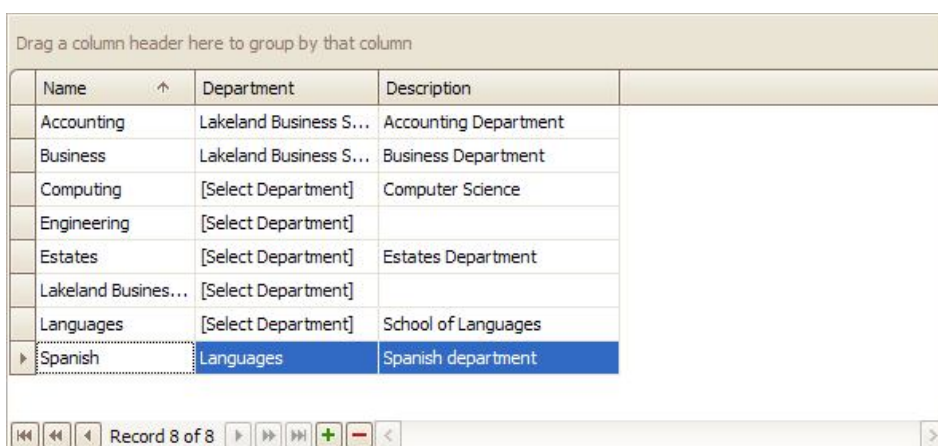 Drag a column header here to group by that column
Name Department Description
Accounting Lakeland Business S... Accounting Department
Business Lakeland Business S... Business Department
Computing [Select Department] Computer Science
Engineering [Select Department]
Estates [Select Department] Estates Department
Lakeland Busines... [Select Department]
Languages [Select Department] School of Languages
Spanish Languages Spanish department
Record 8 of 8